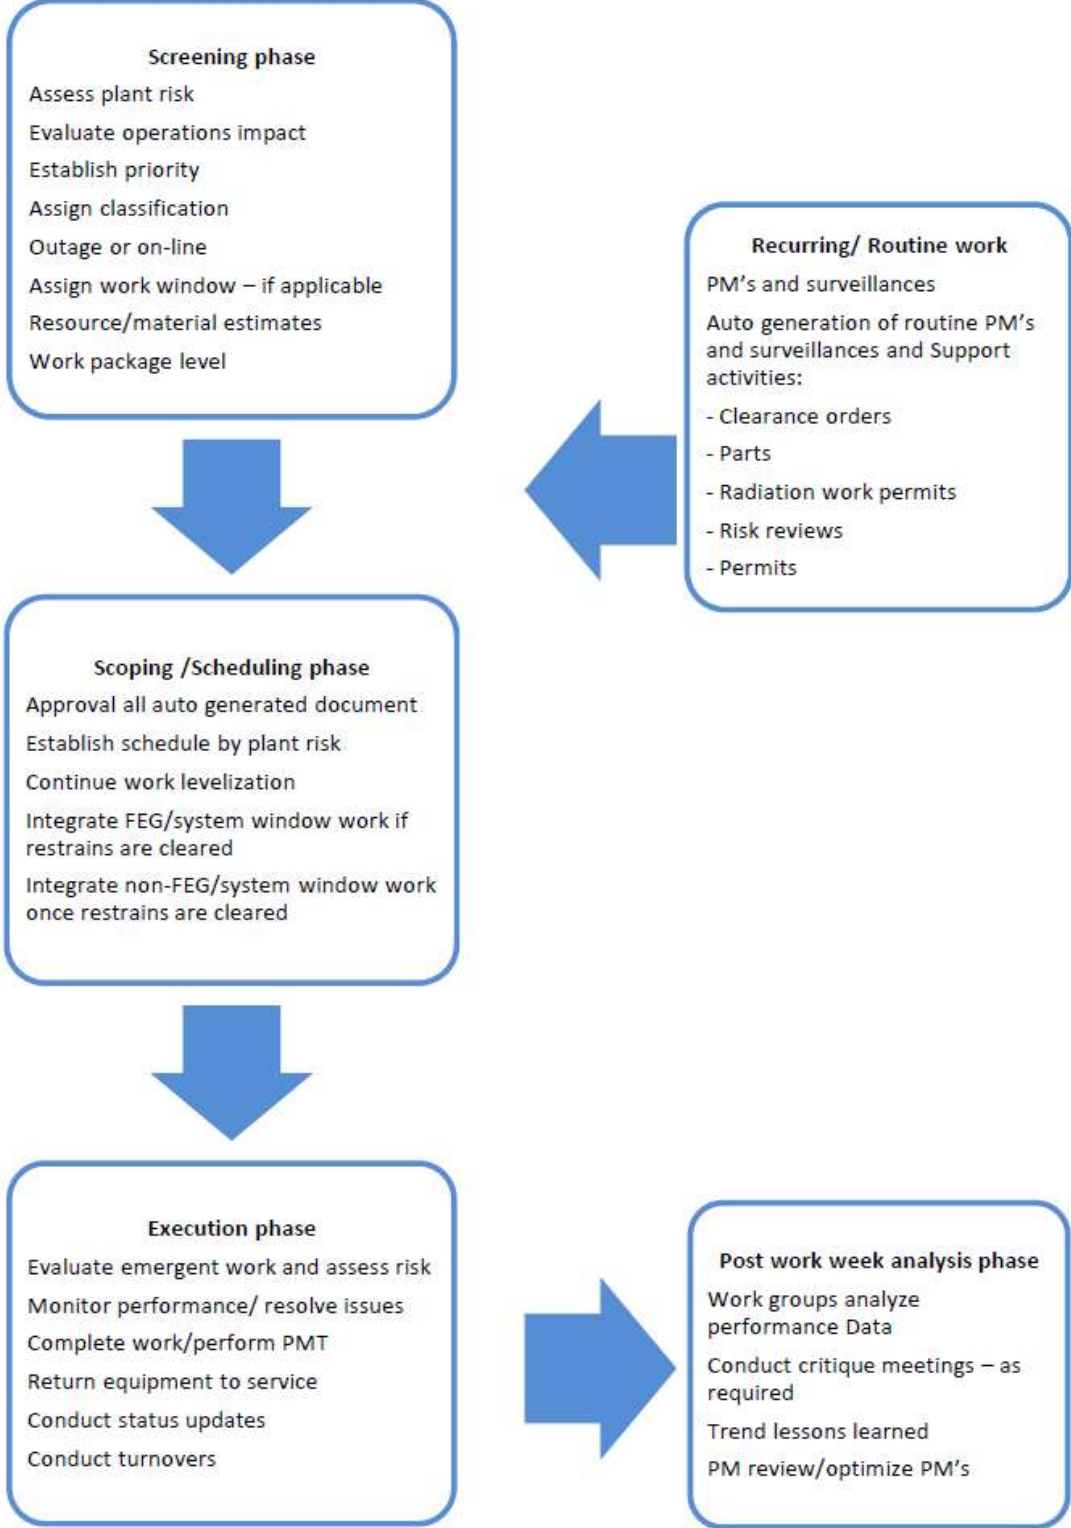 Screening phase
Assess plant risk
Evaluate operations impact
Establish priority
Assign classification
Outage or on-line
Assign work window – if applicable
Resource/material estimates
Work package level
Recurring/ Routine work
PM's and surveillances
Auto generation of routine PM's
and surveillances and Support
activities:
- Clearance orders
- Parts
- Radiation work permits
- Risk reviews
- Permits
Scoping /Scheduling phase
Approval all auto generated document
Establish schedule by plant risk
Continue work levelization
Integrate FEG/system window work if
restrains are cleared
Integrate non-FEG/system window work
once restrains are cleared
Execution phase
Evaluate emergent work and assess risk
Monitor performance/ resolve issues
Complete work/perform PMT
Return equipment to service
Conduct status updates
Conduct turnovers
Post work week analysis phase
Work groups analyze
performance Data
Conduct critique meetings – as
required
Trend lessons learned
PM review/optimize PM's